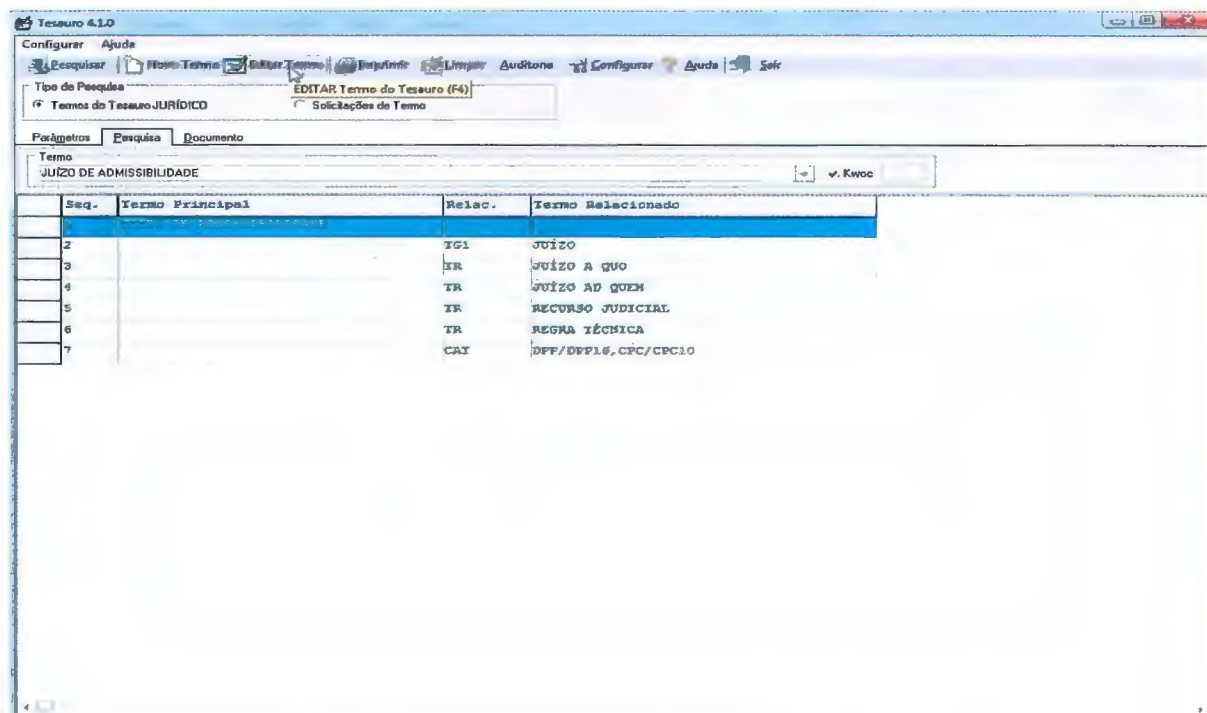 Tesauro 4.1.0
Configurar Ajuda
Pesquisar Novo Termo Editar Termo Imprimir Limpar Auditoria Configurar Ajuda Sair
Tipo de Pesquisa EDITAR Termo do Tesauro (F4)
Termos do Tesauro JURÍDICO Solicitações de Termo
Parâmetros Pesquisa Documento
Termo
JUÍZO DE ADMISSIBILIDADE Kwoc
Seq. Termo Principal Relac. Termo Relacionado
2 TG1 JUÍZO
3 TR JUÍZO A QUO
4 TR JUÍZO AD QUEM
5 TR RECURSO JUDICIAL
6 TR REGRA TÉCNICA
7 CAT DPP/DPP16,CPC/CPC10